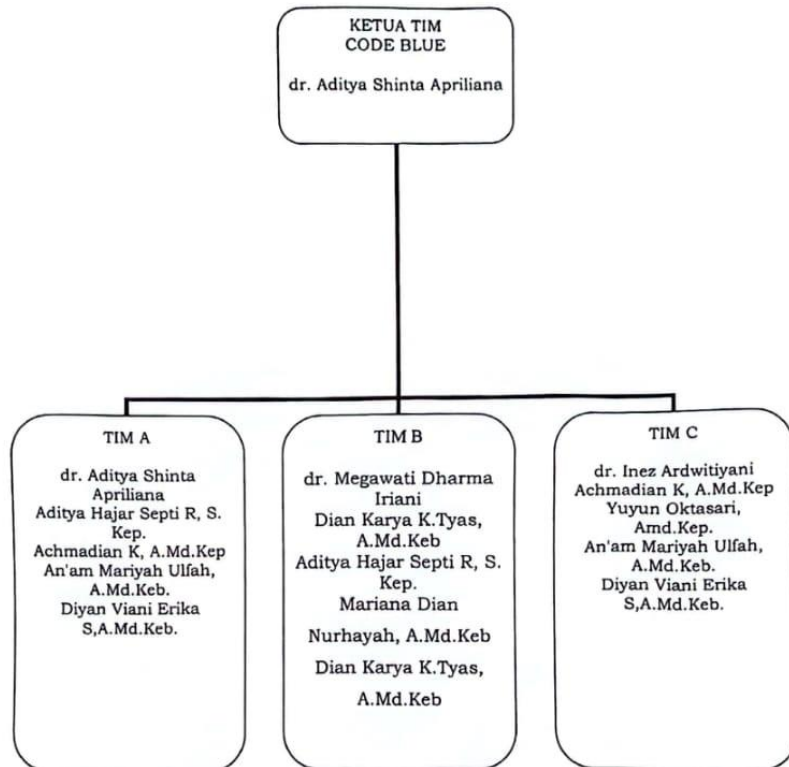 KETUA TIM
CODE BLUE
dr. Aditya Shinta Apriliana
TIM A
dr. Aditya Shinta
Apriliana
Aditya Hajar Septi R, S.
Kep.
Achmadian K, A.Md.Kep
An'am Mariyah Ulfah,
A.Md.Keb.
Diyan Viani Erika
S,A.Md.Keb.
TIM B
dr. Megawati Dharma
Iriani
Dian Karya K.Tyas,
A.Md.Keb
Aditya Hajar Septi R, S.
Kep.
Mariana Dian
Nurhayah, A.Md.Keb
Dian Karya K.Tyas,
A.Md.Keb
TIM C
dr. Inez Ardwitiyani
Achmadian K, A.Md.Kep
Yuyun Oktasari,
Amd.Kep.
An'am Mariyah Ulfah,
A.Md.Keb.
Diyan Viani Erika
S,A.Md.Keb.